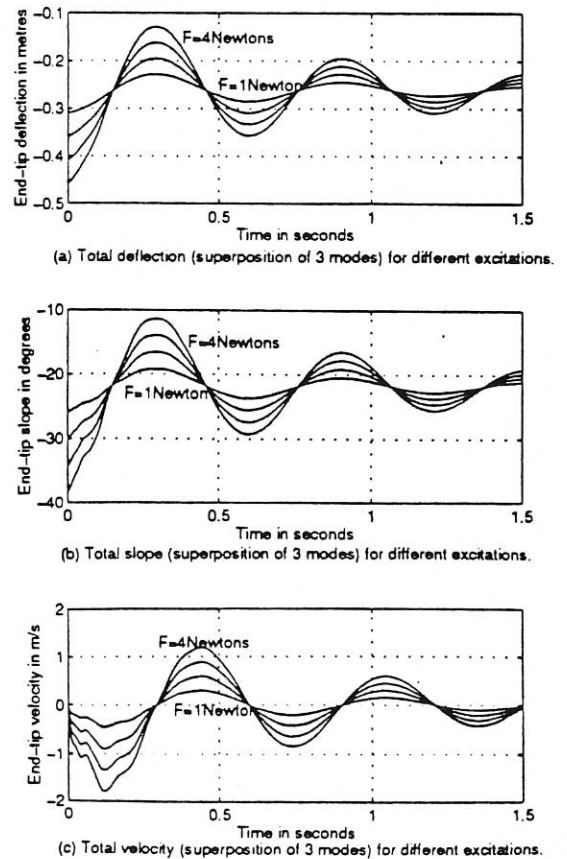 End-tip deflection in metres
-0.1
-0.2
-0.3
-0.4
-0.5
F=4Newtons
F=1Newton
0 0.5 1 1.5
Time in seconds
(a) Total deflection (superposition of 3 modes) for different excitations.
End-tip slope in degrees
-10
-20
-30
-40
F=4Newtons
F=1Newton
0 0.5 1 1.5
Time in seconds
(b) Total slope (superposition of 3 modes) for different excitations.
End-tip velocity in m/s
2
1
0
-1
-2
F=4Newtons
F=1Newton
0 0.5 1 1.5
Time in seconds
(c) Total velocity (superposition of 3 modes) for different excitations.